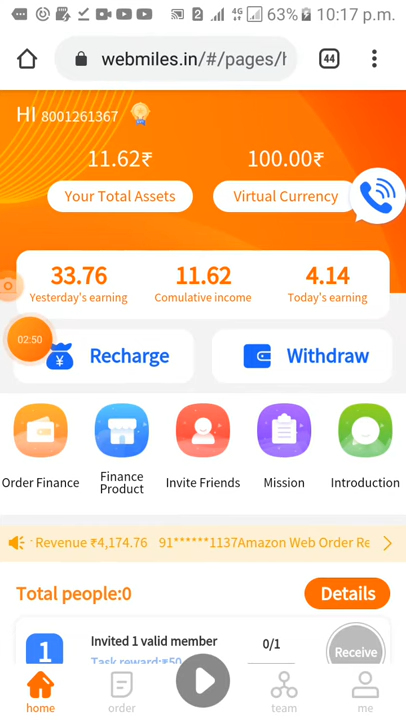 63% 10:17 p.m.
webmiles.in/#/pages/h
44
HI 8001261367
11.62₹
100.00₹
Your Total Assets
Virtual Currency
33.76
11.62
4.14
Yesterday's earning
Comulative income
Today's earning
02:50
Recharge
Withdraw
Order Finance
Finance
Product
Invite Friends
Mission
Introduction
Revenue ₹4,174.76 91******1137Amazon Web Order Re
Total people:0
Details
1
Invited 1 valid member
0/1
Receive
Task reward:₹50
home
order
team
me